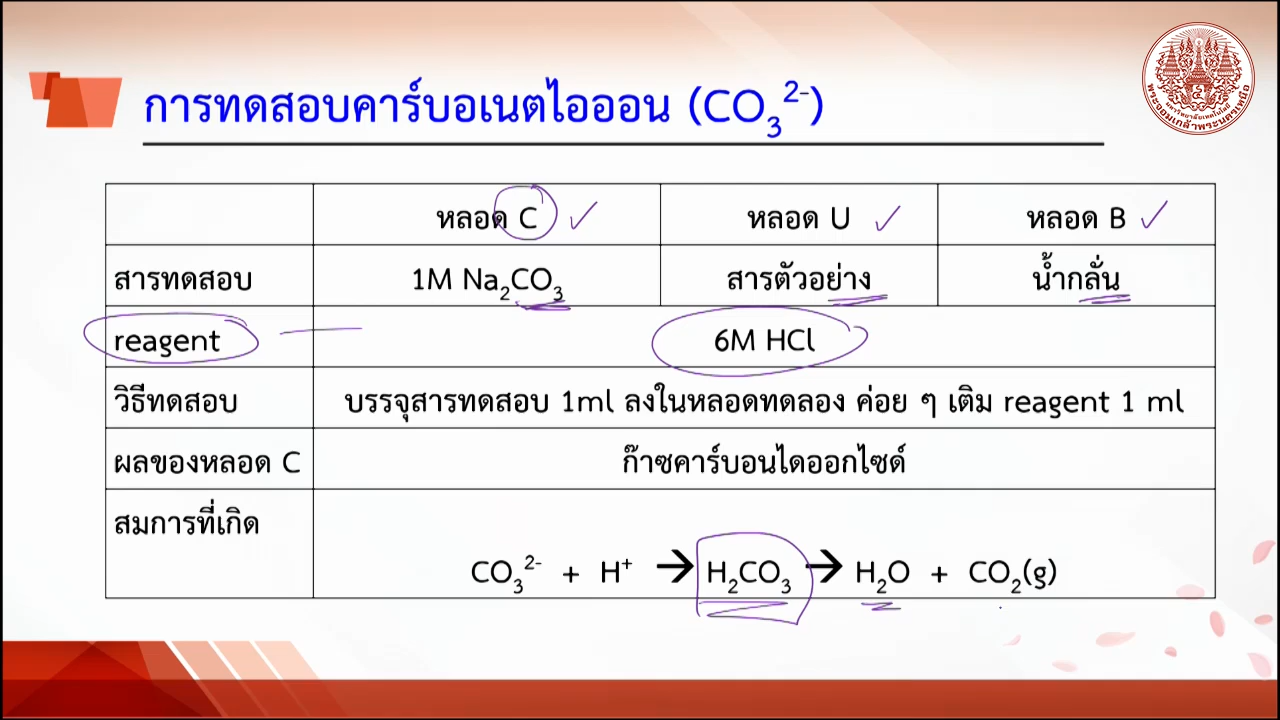 การทดสอบคาร์บอเนตไอออน (CO₃²⁻)
หลอด C หลอด U หลอด B
สารทดสอบ 1M Na₂CO₃ สารตัวอย่าง น้ำกลั่น
reagent 6M HCl
วิธีทดสอบ บรรจุสารทดสอบ 1ml ลงในหลอดทดลอง ค่อย ๆ เติม reagent 1 ml
ผลของหลอด C ก๊าซคาร์บอนไดออกไซด์
สมการที่เกิด
CO₃²⁻ + H⁺ → H₂CO₃ → H₂O + CO₂(g)